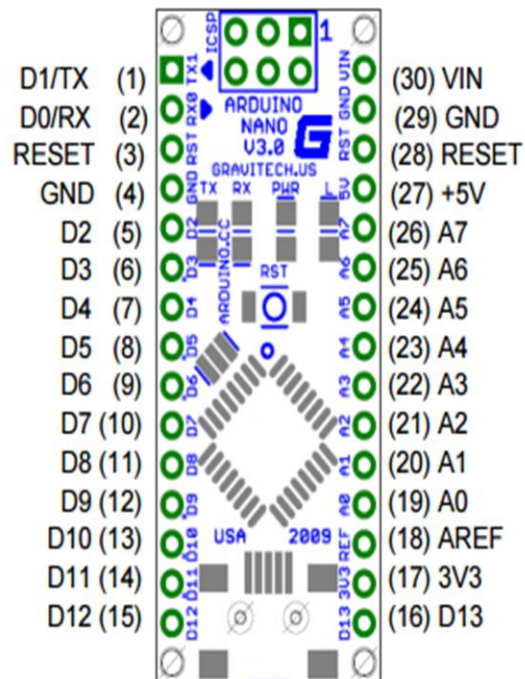 D1/TX (1)
D0/RX (2)
RESET (3)
GND (4)
D2 (5)
D3 (6)
D4 (7)
D5 (8)
D6 (9)
D7 (10)
D8 (11)
D9 (12)
D10 (13)
D11 (14)
D12 (15)
ICSP
1
TX1
RX0
RST
GND
D2
D3
D4
D5
D6
D7
D8
D9
D10
D11
D12
ARDUINO
NANO
V3.0
G
GRAVITECH.US
TX RX PWR L
ARDUINO.CC
RST
USA 2009
VIN
GND
RST
5V
A7
A6
A5
A4
A3
A2
A1
A0
REF
3V3
D13
(30) VIN
(29) GND
(28) RESET
(27) +5V
(26) A7
(25) A6
(24) A5
(23) A4
(22) A3
(21) A2
(20) A1
(19) A0
(18) AREF
(17) 3V3
(16) D13